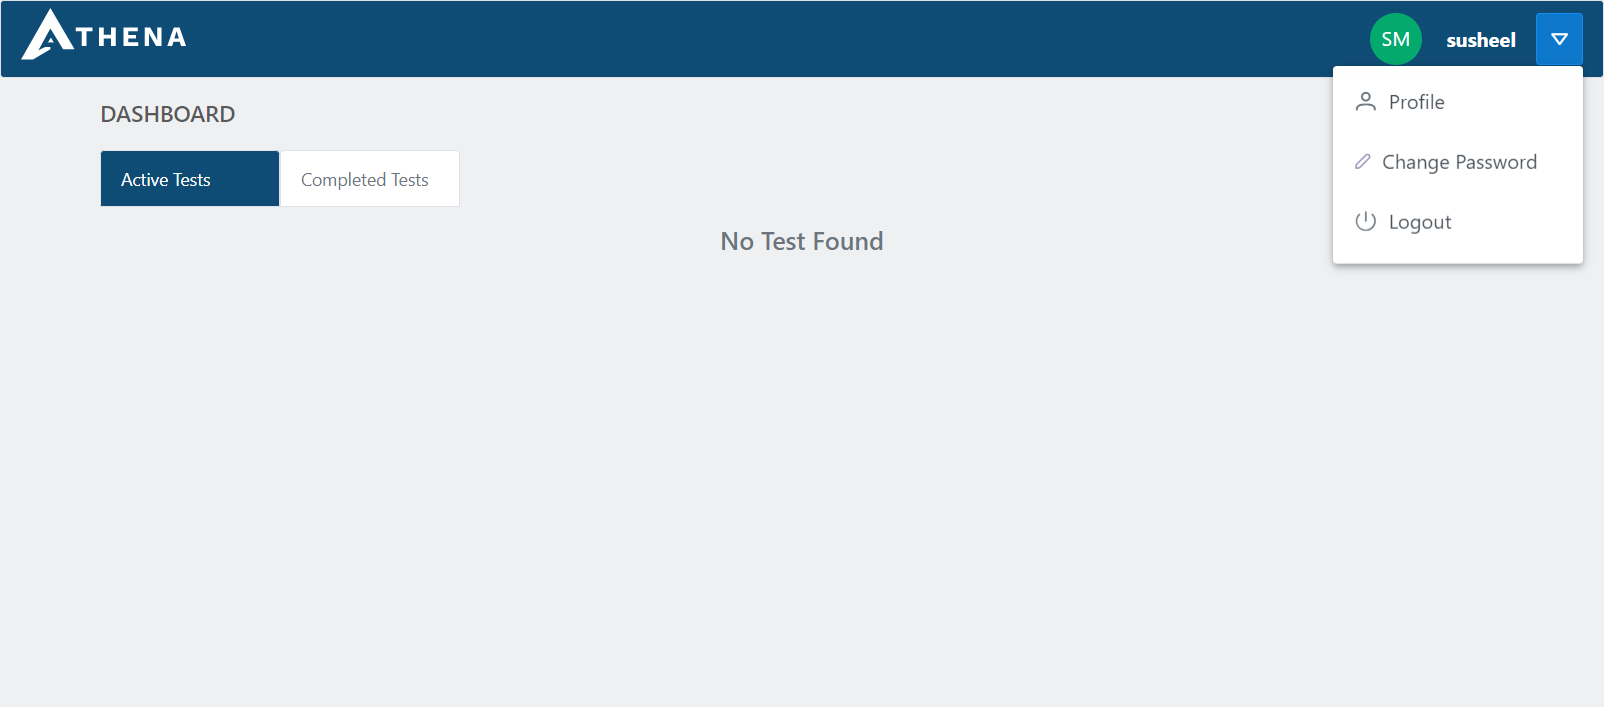 ATHENA
SM
susheel
DASHBOARD
Profile
Change Password
Logout
Active Tests
Completed Tests
No Test Found